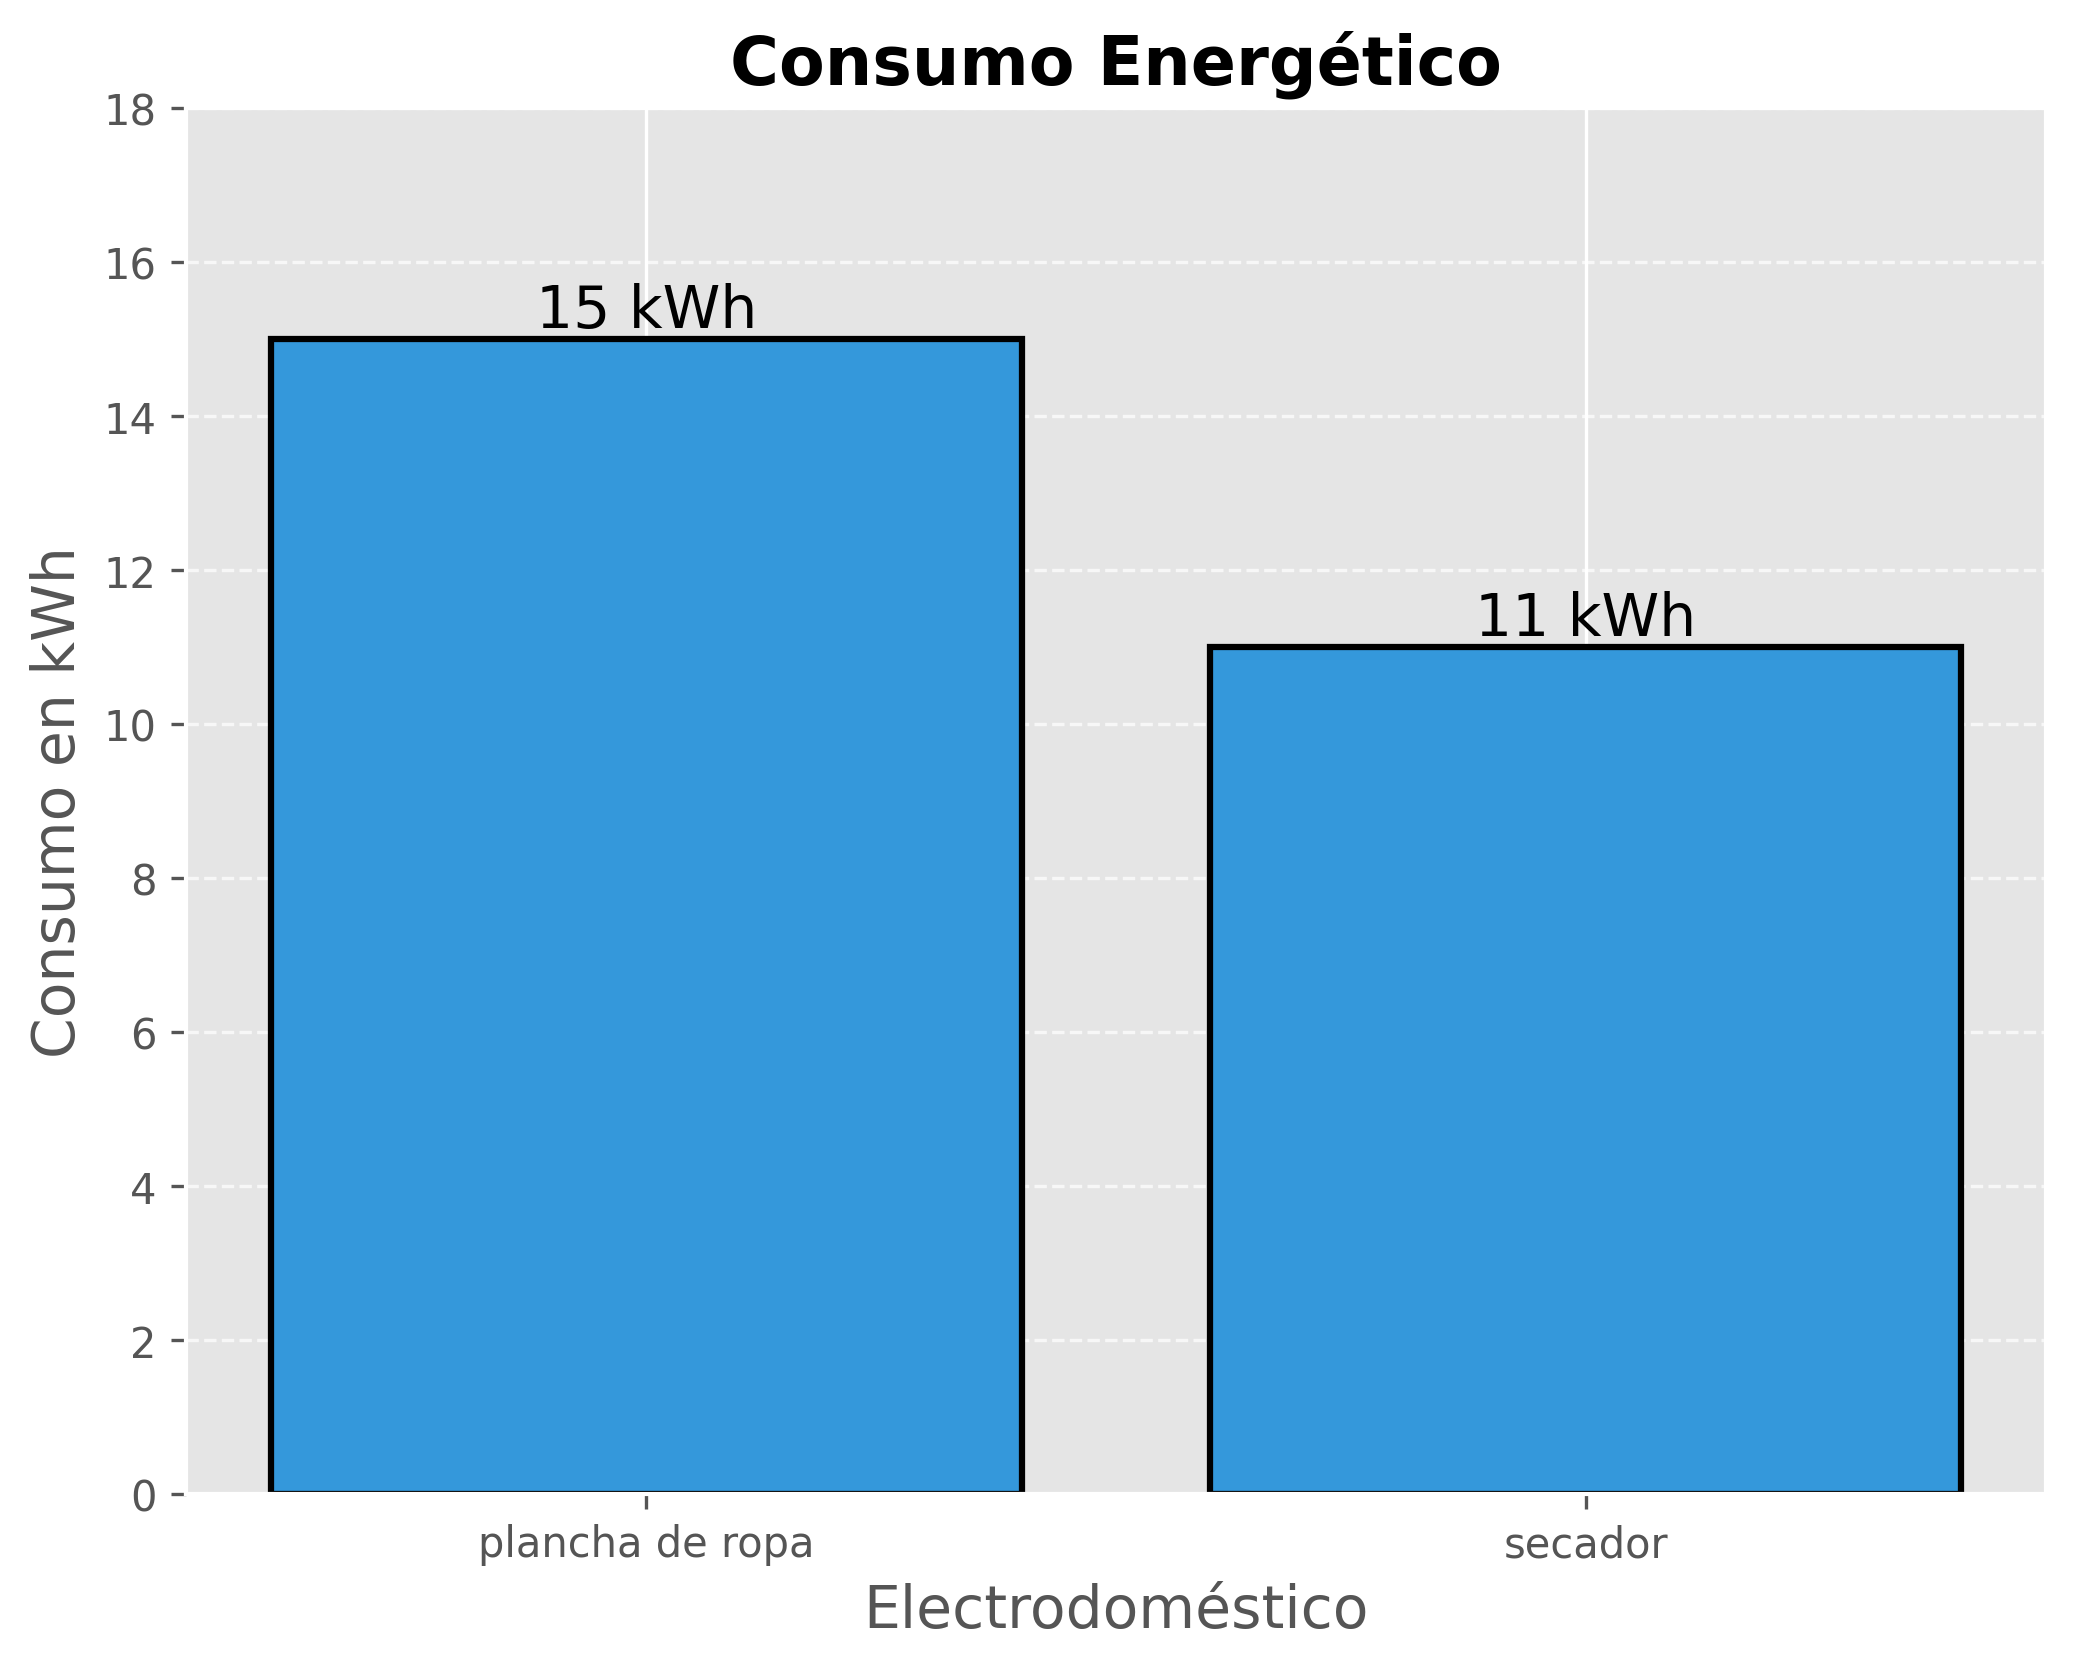 Consumo Energético
18
16
14
12
10
8
6
4
2
0
Consumo en kWh
15 kWh
11 kWh
plancha de ropa
secador
Electrodoméstico